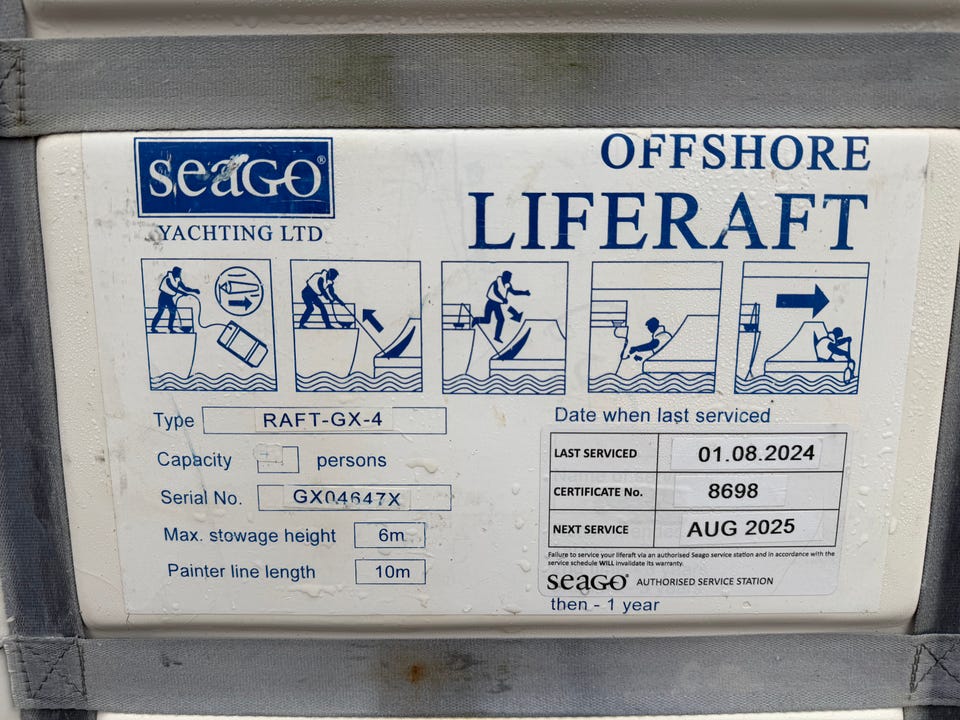 seaGO®
YACHTING LTD
OFFSHORE
LIFERAFT
Type RAFT-GX-4
Capacity persons
Serial No. GX04647X
Max. stowage height 6m
Painter line length 10m
Date when last serviced
LAST SERVICED 01.08.2024
CERTIFICATE No. 8698
NEXT SERVICE AUG 2025
Failure to service your liferaft via an authorised Seago service station and in accordance with the
service schedule WILL invalidate its warranty.
seaGO® AUTHORISED SERVICE STATION
then - 1 year